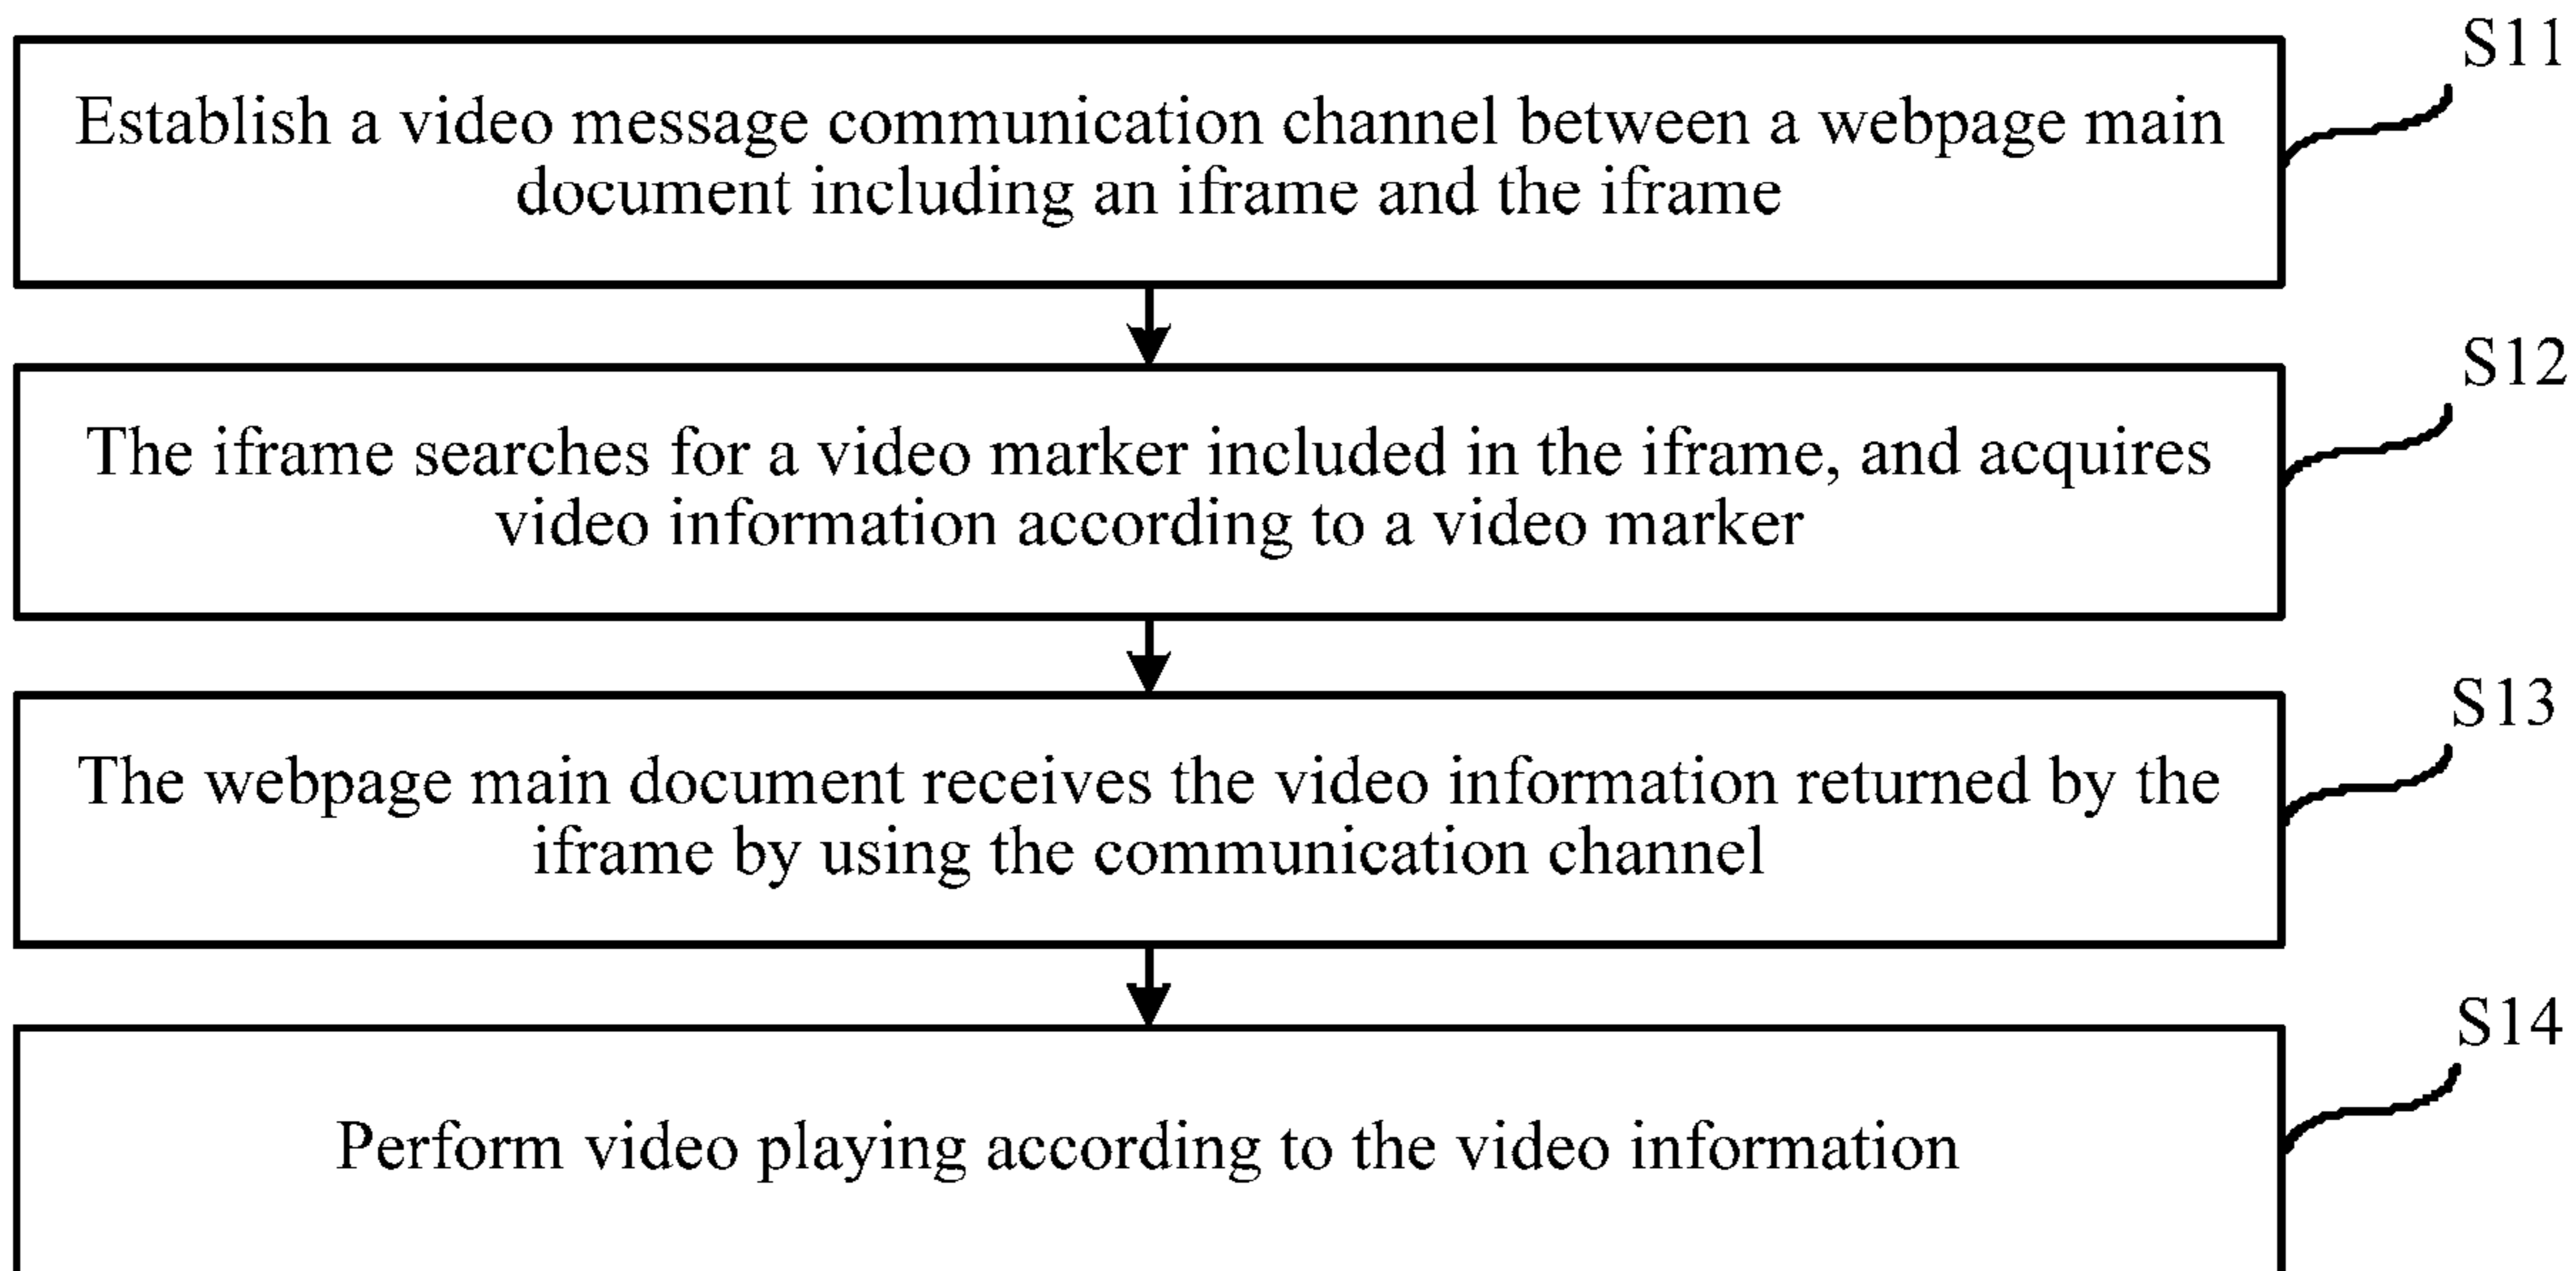 S11
Establish a video message communication channel between a webpage main
document including an iframe and the iframe
S12
The iframe searches for a video marker included in the iframe, and acquires
video information according to a video marker
S13
The webpage main document receives the video information returned by the
iframe by using the communication channel
S14
Perform video playing according to the video information